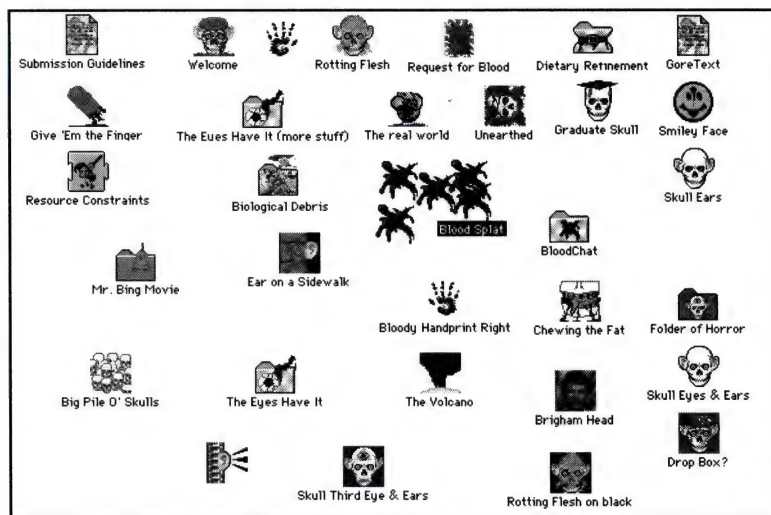 Submission Guidelines
Welcome
Rotting Flesh
Request for Blood
Dietary Refinement
GoreText
Give 'Em the Finger
The Eyes Have It (more stuff)
The real world
Unearthed
Graduate Skull
Smiley Face
Resource Constraints
Biological Debris
Blood Splat
BloodChat
Skull Ears
Mr. Bing Movie
Ear on a Sidewalk
Bloody Handprint Right
Chewing the Fat
Folder of Horror
Big Pile O' Skulls
The Eyes Have It
The Volcano
Brigham Head
Skull Eyes & Ears
Skull Third Eye & Ears
Rotting Flesh on black
Drop Box?